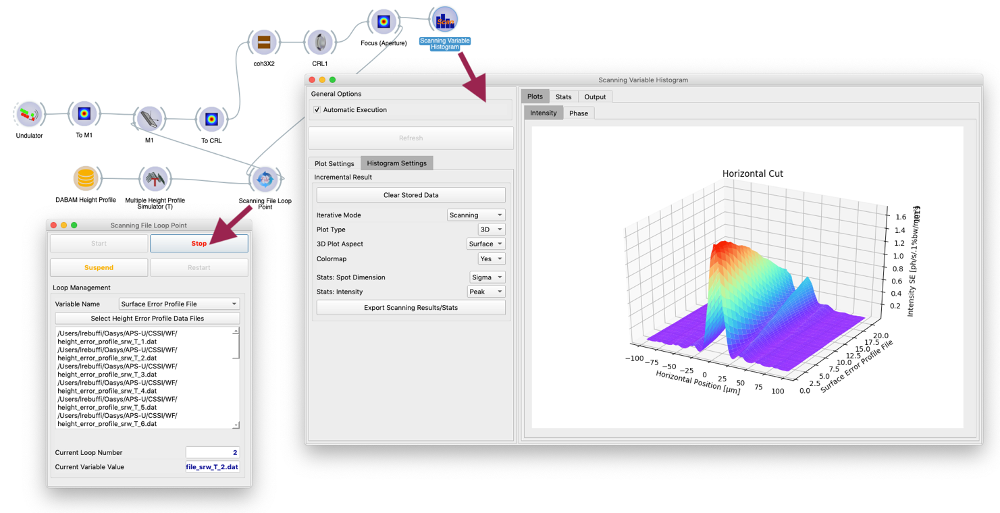 Scan
Focus (Aperture)
Scanning Variable
Histogram
coh3X2
CRL1
Undulator
To M1
M1
To CRL
DABAM Height Profile
Multiple Height Profile
Simulator (T)
File
Scanning File Loop
Point
Scanning File Loop Point
Start
Stop
Suspend
Restart
Loop Management
Variable Name
Surface Error Profile File
Select Height Error Profile Data Files
/Users/lrebuffi/Oasys/APS-U/CSSI/WF/
height_error_profile_srw_T_1.dat
/Users/lrebuffi/Oasys/APS-U/CSSI/WF/
height_error_profile_srw_T_2.dat
/Users/lrebuffi/Oasys/APS-U/CSSI/WF/
height_error_profile_srw_T_3.dat
/Users/lrebuffi/Oasys/APS-U/CSSI/WF/
height_error_profile_srw_T_4.dat
/Users/lrebuffi/Oasys/APS-U/CSSI/WF/
height_error_profile_srw_T_5.dat
/Users/lrebuffi/Oasys/APS-U/CSSI/WF/
height_error_profile_srw_T_6.dat
Current Loop Number
2
Current Variable Value
file_srw_T_2.dat
Scanning Variable Histogram
General Options
Automatic Execution
Refresh
Plot Settings
Histogram Settings
Incremental Result
Clear Stored Data
Iterative Mode
Scanning
Plot Type
3D
3D Plot Aspect
Surface
Colormap
Yes
Stats: Spot Dimension
Sigma
Stats: Intensity
Peak
Export Scanning Results/Stats
Plots
Stats
Output
Intensity
Phase
Horizontal Cut
1e19
1.6
1.4
1.2
1.0
0.8
0.6
0.4
0.2
Intensity SE [ph/s/.1%bw/mm²]
−100
−75
−50
−25
0
25
50
75
100
Horizontal Position [μm]
0.0
2.5
5.0
7.5
10.0
12.5
15.0
17.5
20.0
Surface Error Profile File